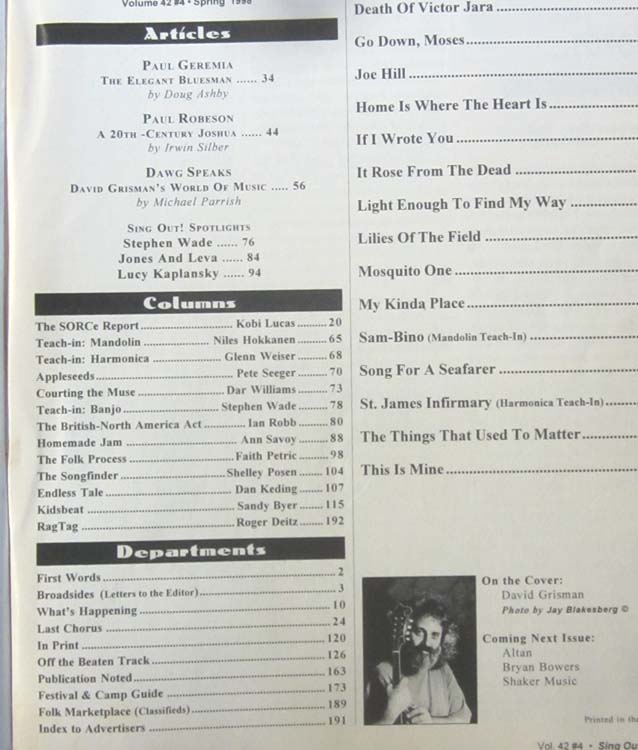 Volume 42 #4 • Spring 1998
Articles
PAUL GEREMIA
THE ELEGANT BLUESMAN ...... 34
by Doug Ashby
PAUL ROBESON
A 20TH -CENTURY JOSHUA ...... 44
by Irwin Silber
DAWG SPEAKS
DAVID GRISMAN'S WORLD OF MUSIC ..... 56
by Michael Parrish
SING OUT! SPOTLIGHTS
Stephen Wade ...... 76
Jones And Leva ...... 84
Lucy Kaplansky ...... 94
Columns
The SORCe Report ........ Kobi Lucas ........ 20
Teach-in: Mandolin ........ Niles Hokkanen ........ 65
Teach-in: Harmonica ........ Glenn Weiser ........ 68
Appleseeds ........ Pete Seeger ........ 70
Courting the Muse ........ Dar Williams ........ 73
Teach-in: Banjo ........ Stephen Wade ........ 78
The British-North America Act ........ Ian Robb ........ 80
Homemade Jam ........ Ann Savoy ........ 88
The Folk Process ........ Faith Petric ........ 98
The Songfinder ........ Shelley Posen ........ 104
Endless Tale ........ Dan Keding ........ 107
Kidsbeat ........ Sandy Byer ........ 115
RagTag ........ Roger Deitz ........ 192
Departments
First Words ........ 2
Broadsides (Letters to the Editor) ........ 3
What's Happening ........ 10
Last Chorus ........ 24
In Print ........ 120
Off the Beaten Track ........ 126
Publication Noted ........ 163
Festival & Camp Guide ........ 173
Folk Marketplace (Classifieds) ........ 189
Index to Advertisers ........ 191
Death Of Victor Jara ........
Go Down, Moses ........
Joe Hill ........
Home Is Where The Heart Is ........
If I Wrote You ........
It Rose From The Dead ........
Light Enough To Find My Way ........
Lilies Of The Field ........
Mosquito One ........
My Kinda Place ........
Sam-Bino (Mandolin Teach-In) ........
Song For A Seafarer ........
St. James Infirmary (Harmonica Teach-In) ........
The Things That Used To Matter ........
This Is Mine ........
On the Cover:
David Grisman
Photo by Jay Blakesberg ©
Coming Next Issue:
Altan
Bryan Bowers
Shaker Music
Printed in the
Vol. 42 #4 • Sing Ou